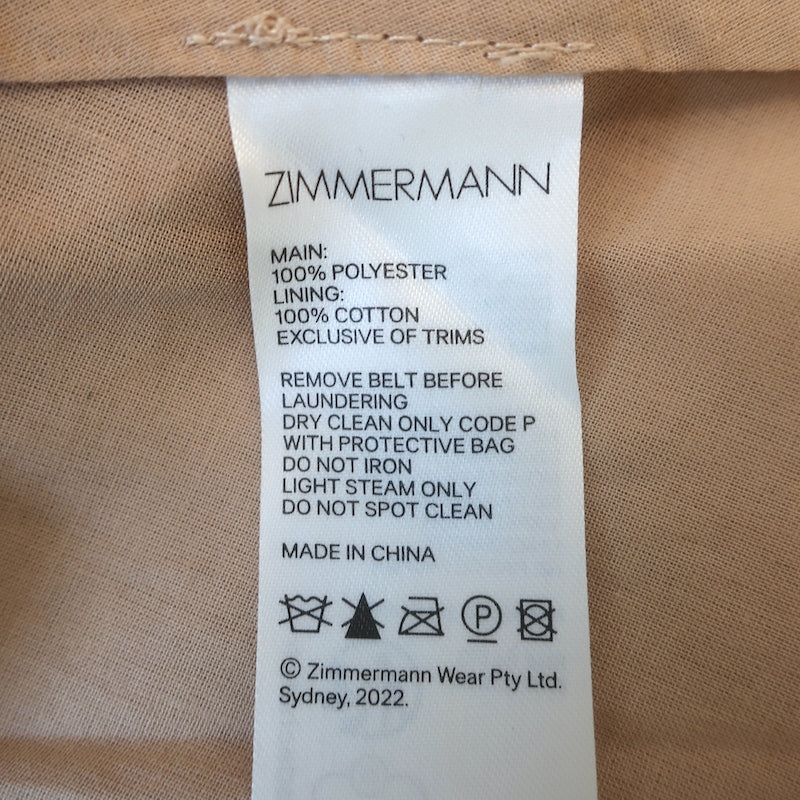 ZIMMERMANN
MAIN:
100% POLYESTER
LINING:
100% COTTON
EXCLUSIVE OF TRIMS
REMOVE BELT BEFORE
LAUNDERING
DRY CLEAN ONLY CODE P
WITH PROTECTIVE BAG
DO NOT IRON
LIGHT STEAM ONLY
DO NOT SPOT CLEAN
MADE IN CHINA
P
© Zimmermann Wear Pty Ltd.
Sydney, 2022.